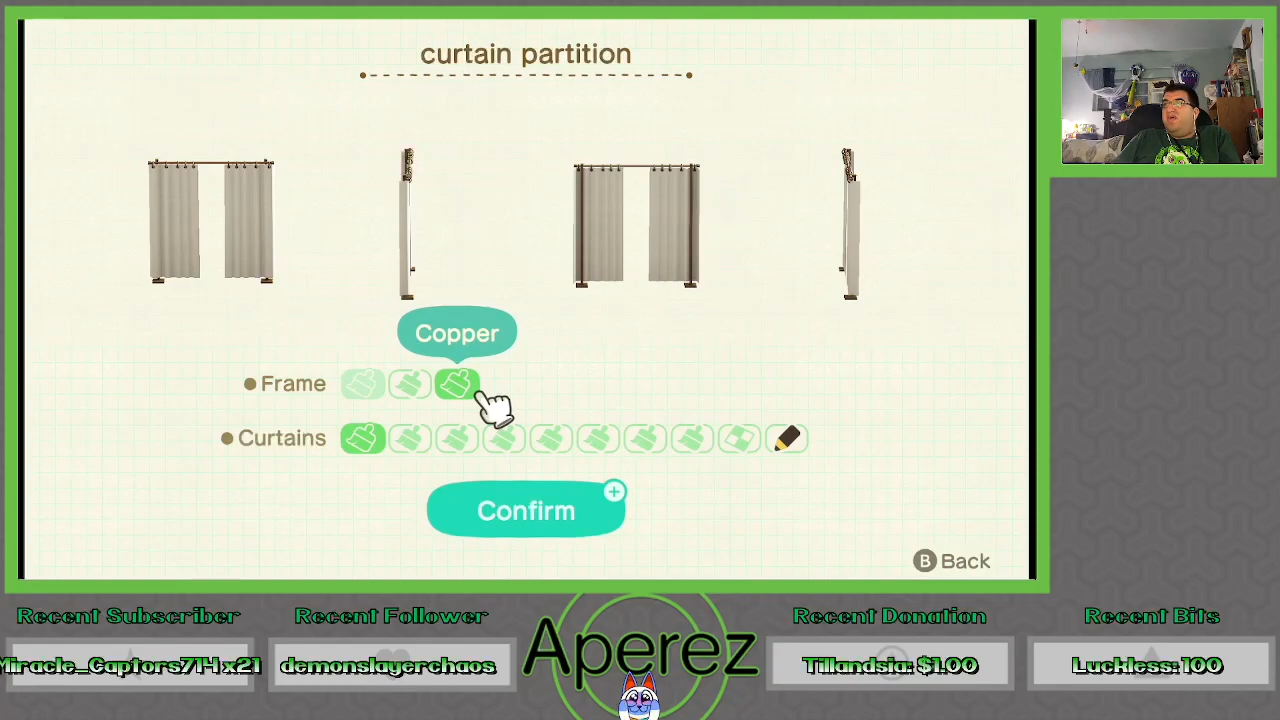 curtain partition
Copper
Frame
Curtains
Confirm
B Back
Recent Subscriber
Recent Follower
Aperez
Recent Donation
Recent Bits
Miracle_Captors714 x21
demonslayerchaos
Tillandsia: $1.00
Luckless: 100